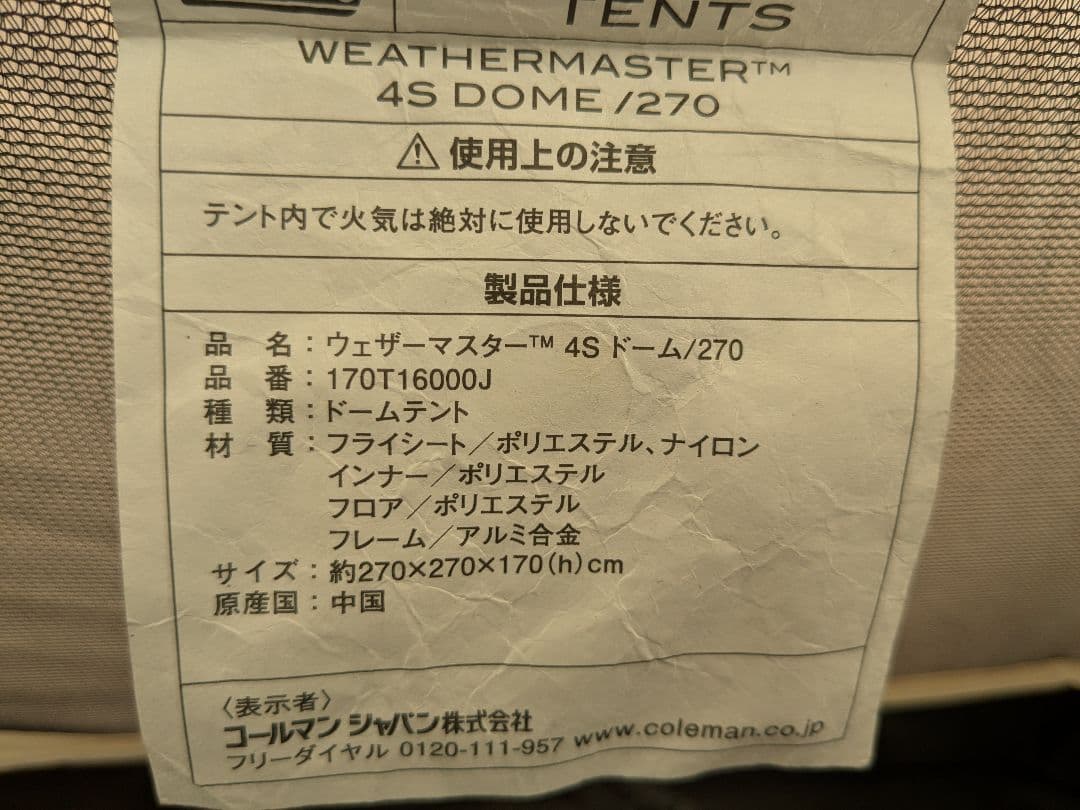 TENTS
WEATHERMASTER™
4S DOME /270
⚠使用上の注意
テント内で火気は絶対に使用しないでください。
製品仕様
品　名：ウェザーマスター™ 4S ドーム/270
品　番：170T16000J
種　類：ドームテント
材　質：フライシート／ポリエステル、ナイロン
インナー／ポリエステル
フロア／ポリエステル
フレーム／アルミ合金
サイズ：約270×270×170(h)cm
原産国：中国
〈表示者〉
コールマン ジャパン株式会社
フリーダイヤル 0120-111-957 www.coleman.co.jp